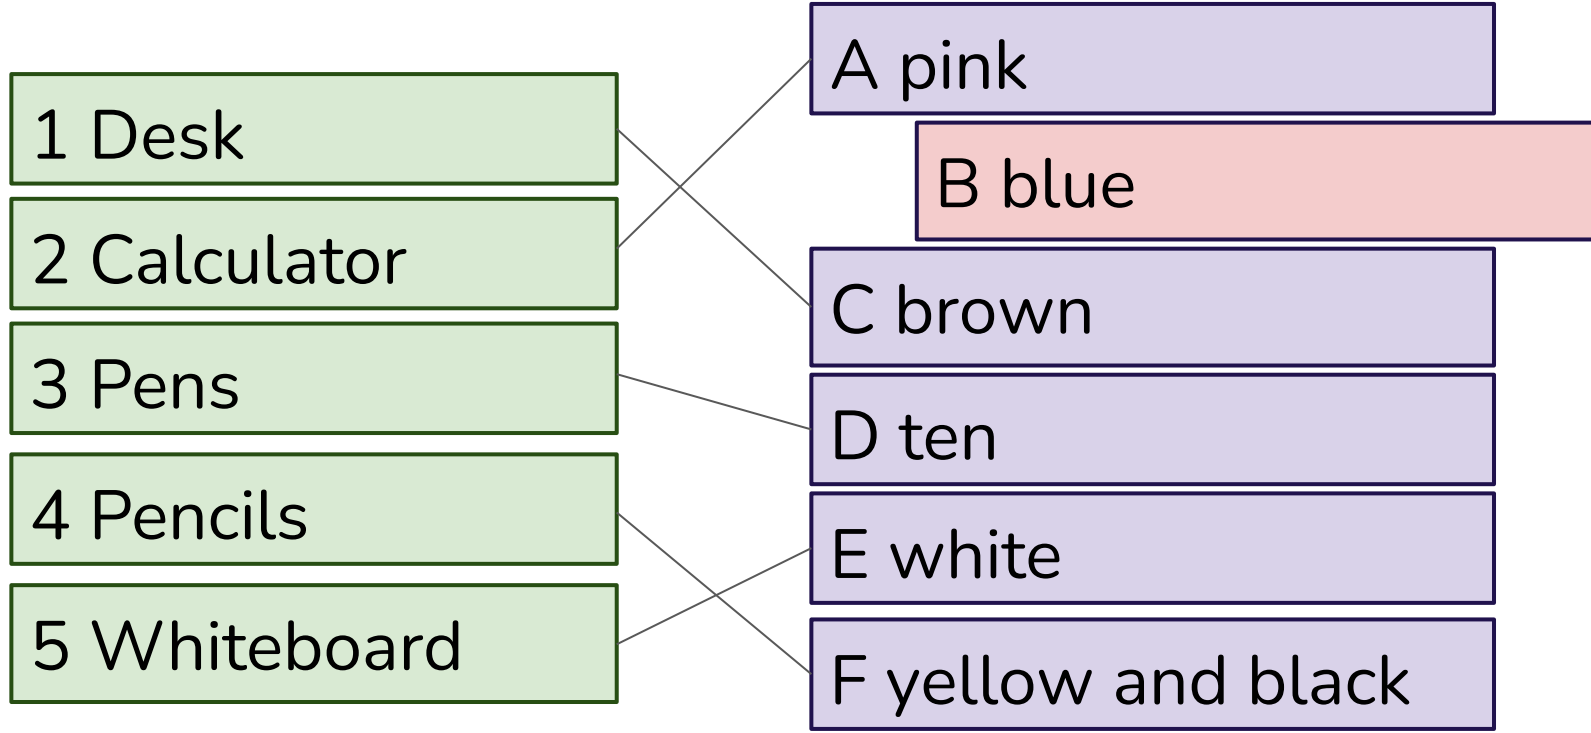 1 Desk
2 Calculator
3 Pens
4 Pencils
5 Whiteboard
A pink
B blue
C brown
D ten
E white
F yellow and black